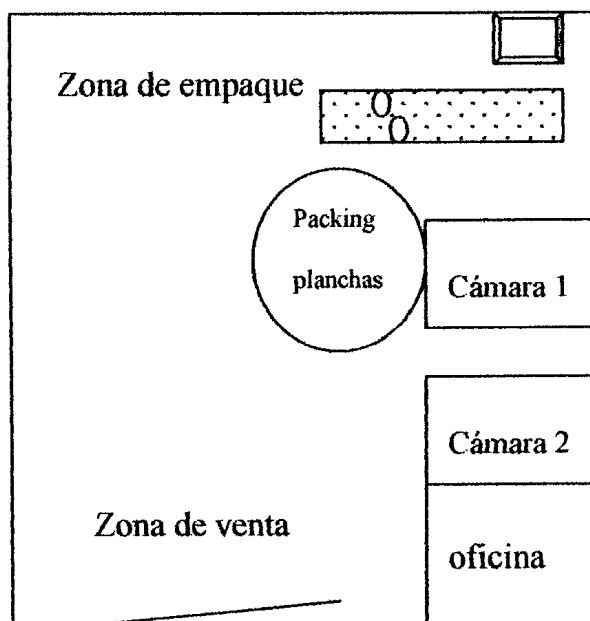 Zona de empaque
Packing
planchas
Cámara 1
Cámara 2
Zona de venta
oficina